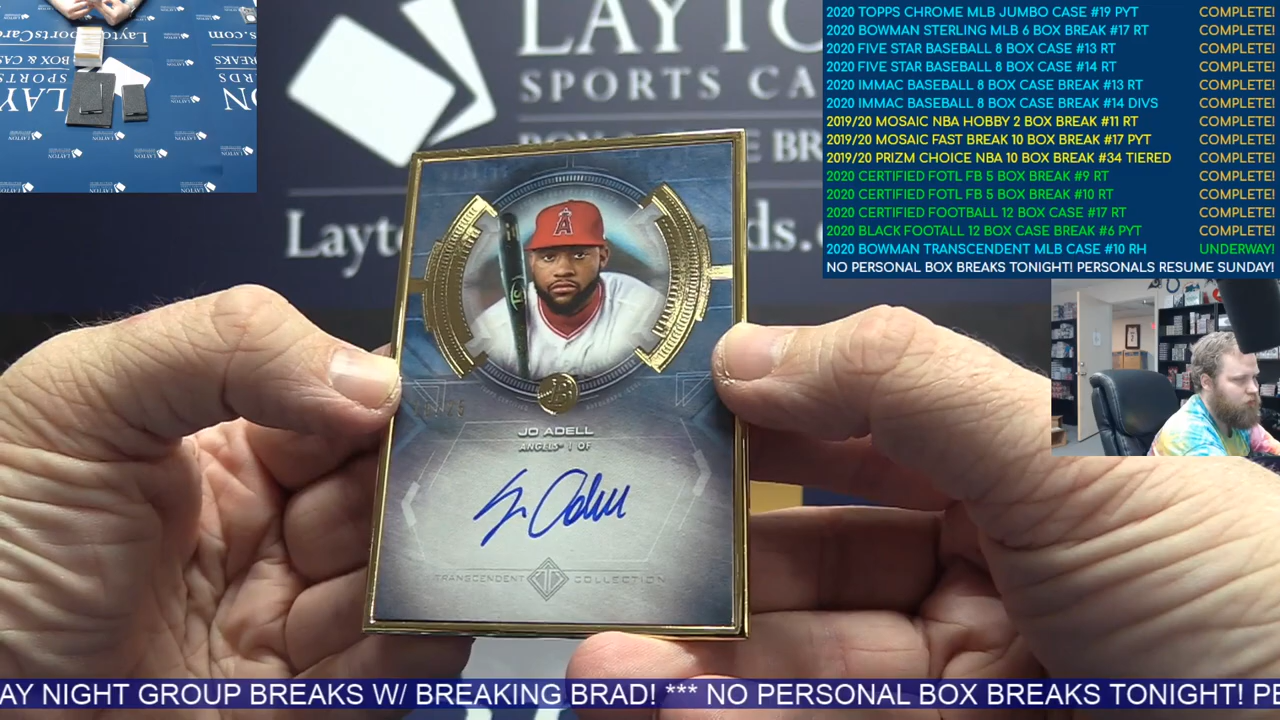 LAYTO
SPORTS CA
BOX & CA
Layto
ds.c
JO ADELL
ANGELS® | OF
Jo Adell
TRANSCENDENT COLLECTION
2020 TOPPS CHROME MLB JUMBO CASE #19 PYT COMPLETE!
2020 BOWMAN STERLING MLB 6 BOX BREAK #17 RT COMPLETE!
2020 FIVE STAR BASEBALL 8 BOX CASE #13 RT COMPLETE!
2020 FIVE STAR BASEBALL 8 BOX CASE #14 RT COMPLETE!
2020 IMMAC BASEBALL 8 BOX CASE BREAK #13 RT COMPLETE!
2020 IMMAC BASEBALL 8 BOX CASE BREAK #14 DIVS COMPLETE!
2019/20 MOSAIC NBA HOBBY 2 BOX BREAK #11 RT COMPLETE!
2019/20 MOSAIC FAST BREAK 10 BOX BREAK #17 PYT COMPLETE!
2019/20 PRIZM CHOICE NBA 10 BOX BREAK #34 TIERED COMPLETE!
2020 CERTIFIED FOTL FB 5 BOX BREAK #9 RT COMPLETE!
2020 CERTIFIED FOTL FB 5 BOX BREAK #10 RT COMPLETE!
2020 CERTIFIED FOOTBALL 12 BOX CASE #17 RT COMPLETE!
2020 BLACK FOOTALL 12 BOX CASE BREAK #6 PYT COMPLETE!
2020 BOWMAN TRANSCENDENT MLB CASE #10 RH UNDERWAY!
NO PERSONAL BOX BREAKS TONIGHT! PERSONALS RESUME SUNDAY!
AY NIGHT GROUP BREAKS W/ BREAKING BRAD! *** NO PERSONAL BOX BREAKS TONIGHT! PE